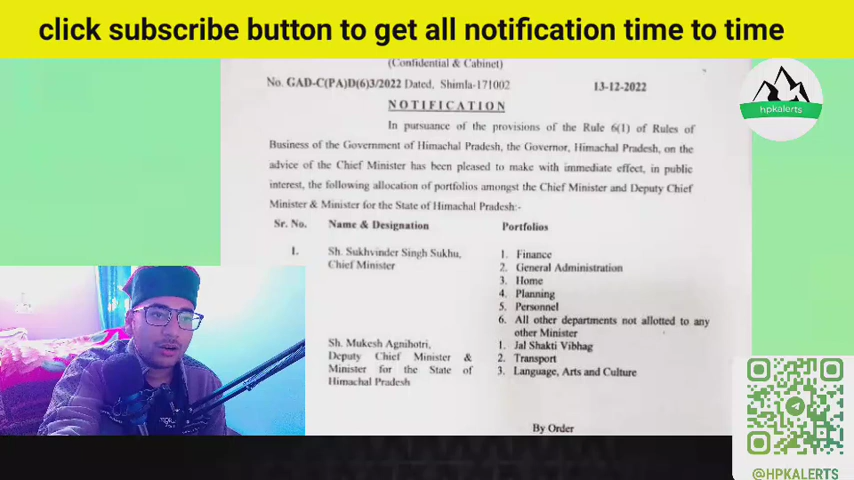 click subscribe button to get all notification time to time
(Confidential & Cabinet)
No. GAD-C(PA)D(6)3/2022 Dated, Shimla-171002 13-12-2022
NOTIFICATION
In pursuance of the provisions of the Rule 6(1) of Rules of
Business of the Government of Himachal Pradesh, the Governor, Himachal Pradesh, on the
advice of the Chief Minister has been pleased to make with immediate effect, in public
interest, the following allocation of portfolios amongst the Chief Minister and Deputy Chief
Minister & Minister for the State of Himachal Pradesh:-
Sr. No. Name & Designation Portfolios
1. Sh. Sukhvinder Singh Sukhu,
Chief Minister
1. Finance
2. General Administration
3. Home
4. Planning
5. Personnel
6. All other departments not allotted to any
other Minister
Sh. Mukesh Agnihotri,
Deputy Chief Minister &
Minister for the State of
Himachal Pradesh
1. Jal Shakti Vibhag
2. Transport
3. Language, Arts and Culture
By Order
hpkalerts
@HPKALERTS